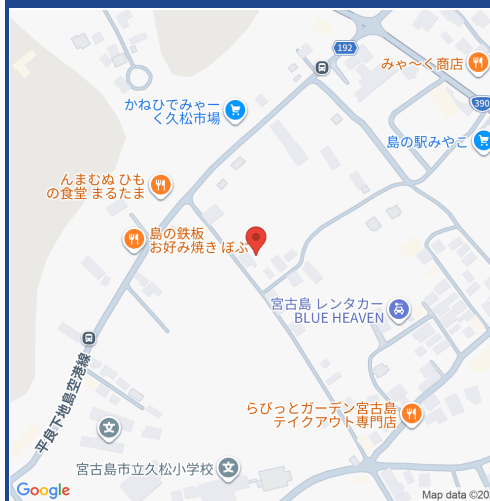 192
みゃ〜く商店
390
かねひでみゃー
く久松市場
島の駅みやこ
んまむぬ ひも
の食堂 まるたま
島の鉄板
お好み焼き ぼぶ
宮古島 レンタカー
BLUE HEAVEN
平良下地島空港線
らびっとガーデン宮古島
テイクアウト専門店
宮古島市立久松小学校
Google
Map data ©20